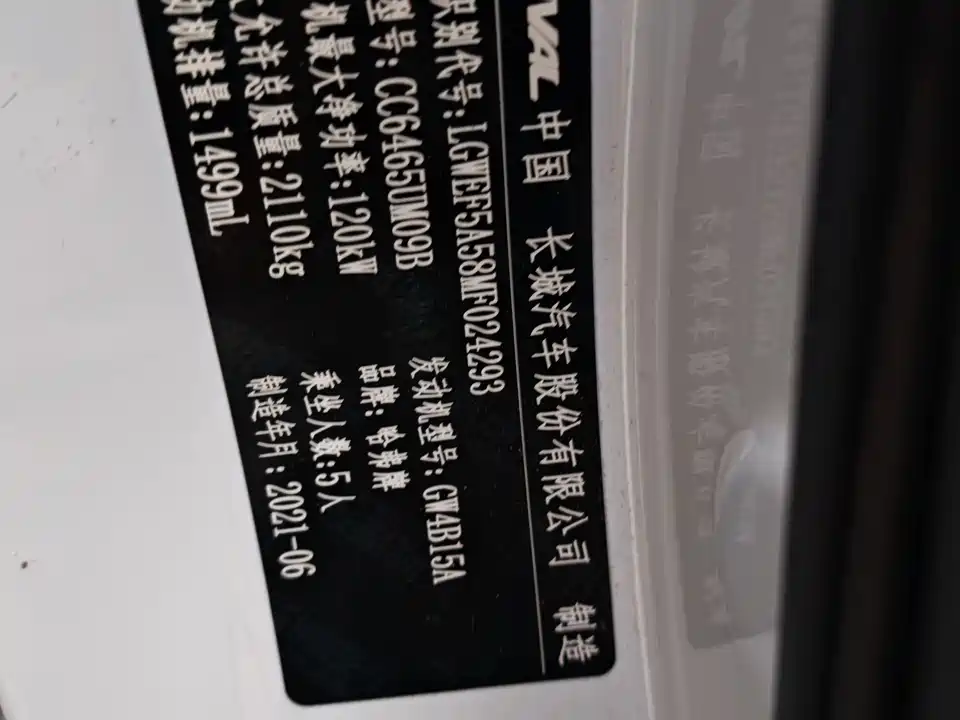 VAL 中国 长城汽车股份有限公司 制造
识别代号:LGWEF5A58MF024293
型号:CC6465UM09B 发动机型号:GW4B15A
机最大净功率:120kW 品牌:哈弗牌
允许总质量:2110kg 乘坐人数:5人
机排量:1499mL 制造年月:2021-06